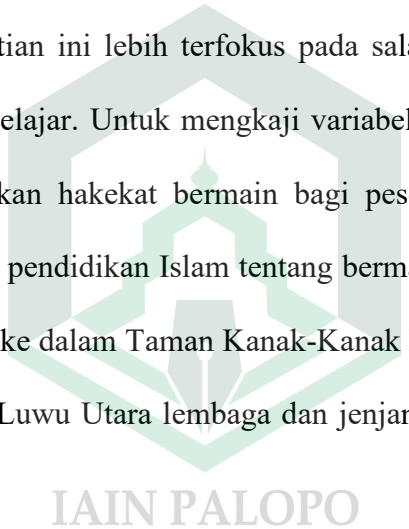 tian ini lebih terfokus pada sala
elajar. Untuk mengkaji variabel
kan hakekat bermain bagi pes
pendidikan Islam tentang berma
ke dalam Taman Kanak-Kanak
Luwu Utara lembaga dan jenjan
IAIN PALOPO